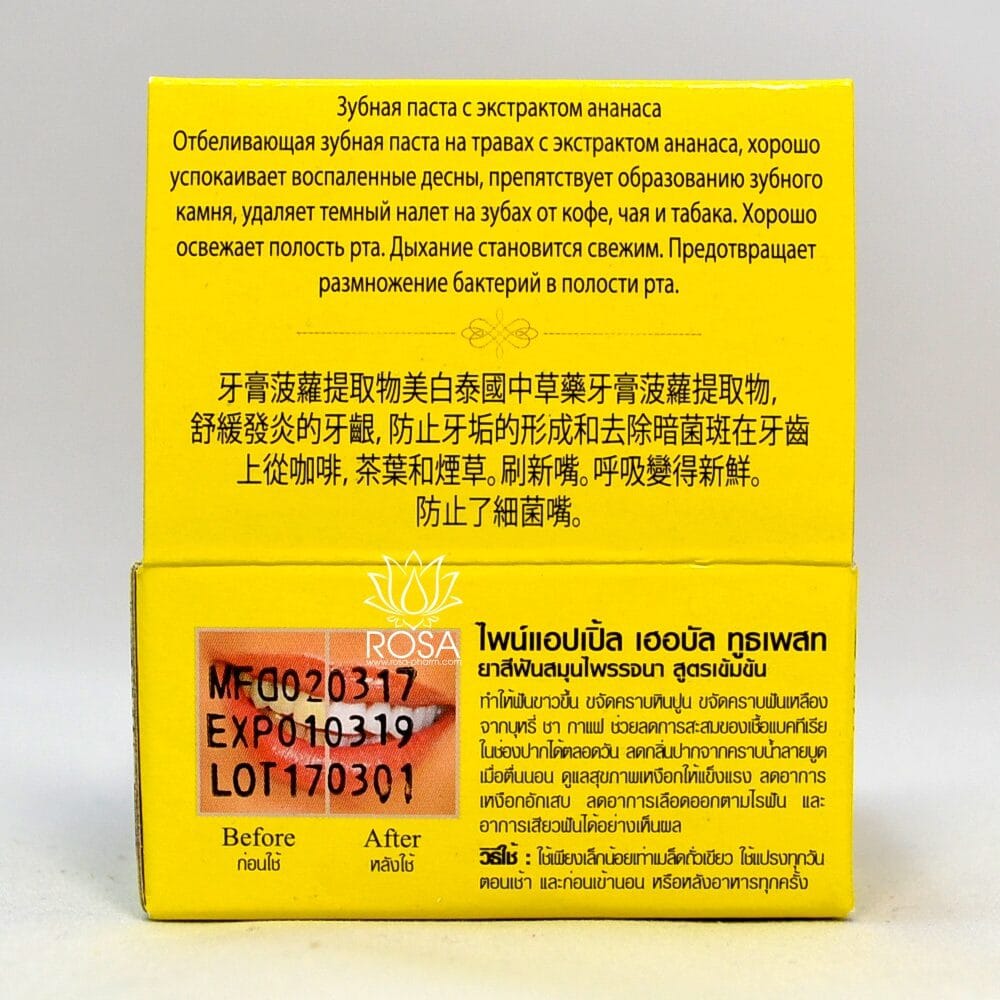 Зубная паста с экстрактом ананаса
Отбеливающая зубная паста на травах с экстрактом ананаса, хорошо
успокаивает воспаленные десны, препятствует образованию зубного
камня, удаляет темный налет на зубах от кофе, чая и табака. Хорошо
освежает полость рта. Дыхание становится свежим. Предотвращает
размножение бактерий в полости рта.
牙膏菠蘿提取物美白泰國中草藥牙膏菠蘿提取物,
舒緩發炎的牙齦, 防止牙垢的形成和去除暗菌斑在牙齒
上從咖啡, 茶葉和煙草。刷新嘴。呼吸變得新鮮。
防止了細菌嘴。
ROSA
www.rosa-pharm.com
MFG020317
EXP010319
LOT170301
Before
ก่อนใช้
After
หลังใช้
ไพน์แอปเปิ้ล เฮอบัล ทูธเพสท
ยาสีฟันสมุนไพรรจนา สูตรเข้มข้น
ทำให้ฟันขาวขึ้น ขจัดคราบหินปูน ขจัดคราบฟันเหลือง
จากบุหรี่ ชา กาแฟ ช่วยลดการสะสมของเชื้อแบคทีเรีย
ในช่องปากได้ตลอดวัน ลดกลิ่นปากจากคราบน้ำลายบูด
เมื่อตื่นนอน ดูแลสุขภาพเหงือกให้แข็งแรง ลดอาการ
เหงือกอักเสบ ลดอาการเลือดออกตามไรฟัน และ
อาการเสียวฟันได้อย่างเห็นผล
วิธีใช้ : ใช้เพียงเล็กน้อยเท่าเมล็ดถั่วเขียว ใช้แปรงทุกวัน
ตอนเช้า และก่อนเข้านอน หรือหลังอาหารทุกครั้ง